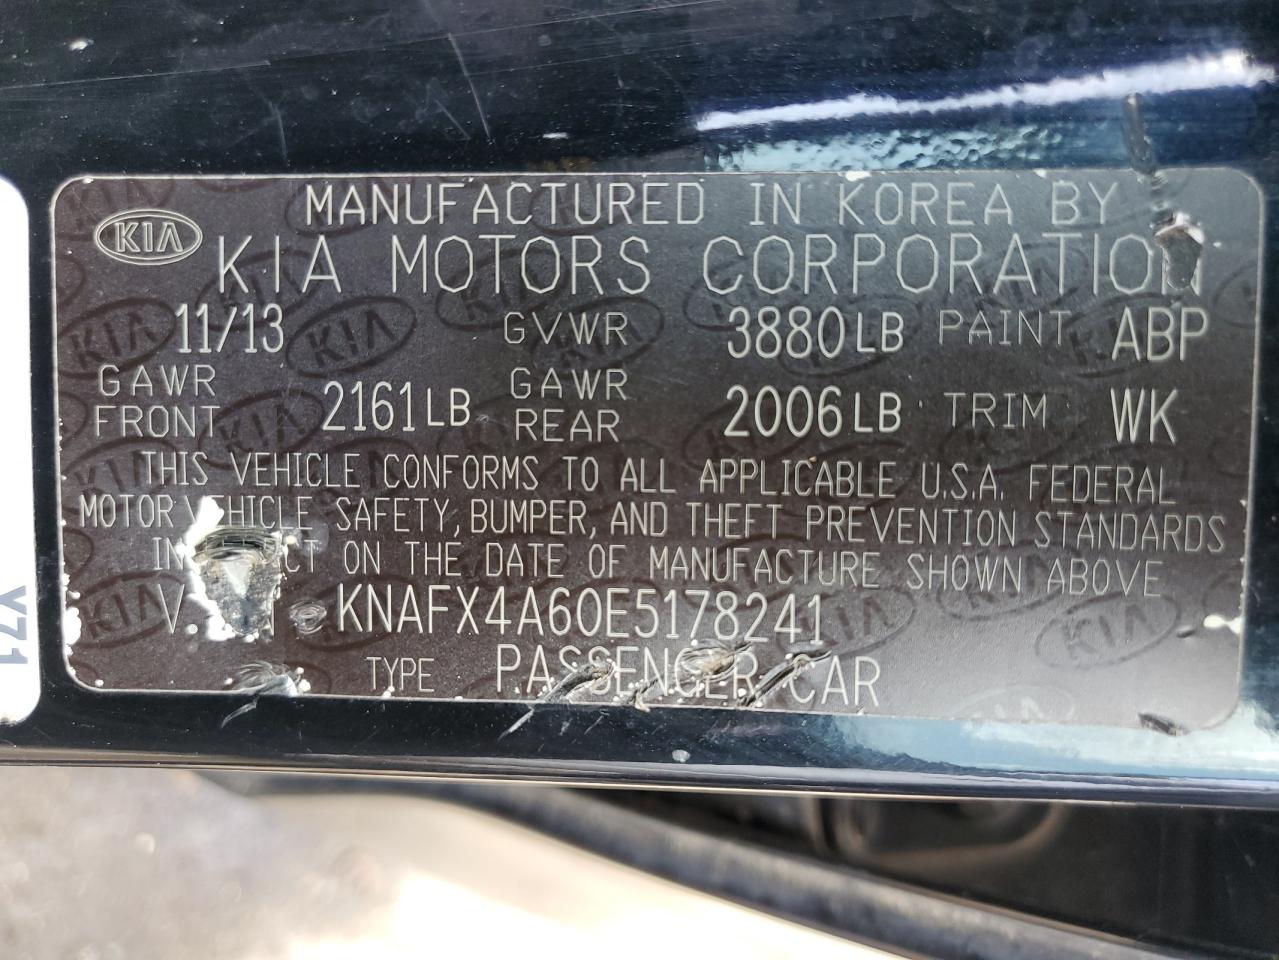 MANUFACTURED IN KOREA BY
KIA KIA MOTORS CORPORATION
11/13 GVWR 3880LB PAINT ABP
GAWR FRONT 2161LB GAWR REAR 2006LB TRIM WK
THIS VEHICLE CONFORMS TO ALL APPLICABLE U.S.A. FEDERAL
MOTOR VEHICLE SAFETY, BUMPER, AND THEFT PREVENTION STANDARDS
IN ON THE DATE OF MANUFACTURE SHOWN ABOVE
KNAFX4A60E5178241
TYPE PASSENGER CAR